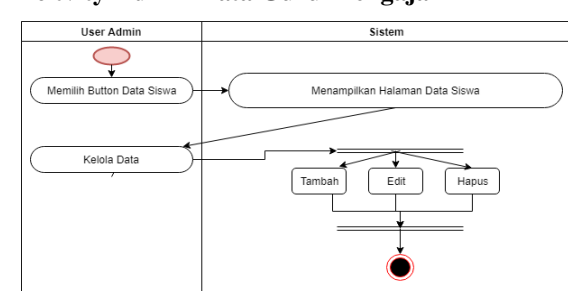 User Admin
Sistem
Memilih Button Data Siswa
Menampilkan Halaman Data Siswa
Kelola Data
Tambah
Edit
Hapus